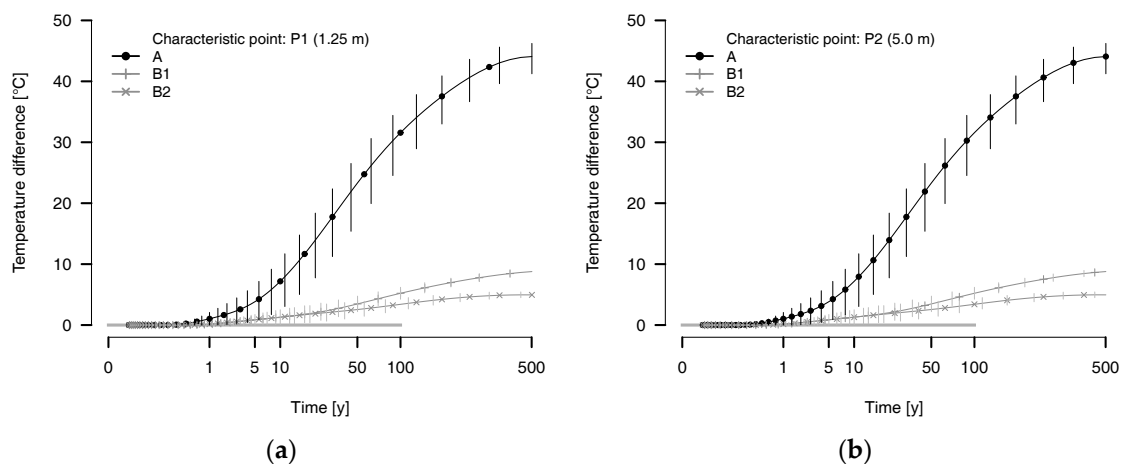 50
40
30
20
10
0
Temperature difference [°C]
Characteristic point: P1 (1.25 m)
A
B1
B2
0 1 5 10 50 100 500
Time [y]
(a)
50
40
30
20
10
0
Temperature difference [°C]
Characteristic point: P2 (5.0 m)
A
B1
B2
0 1 5 10 50 100 500
Time [y]
(b)